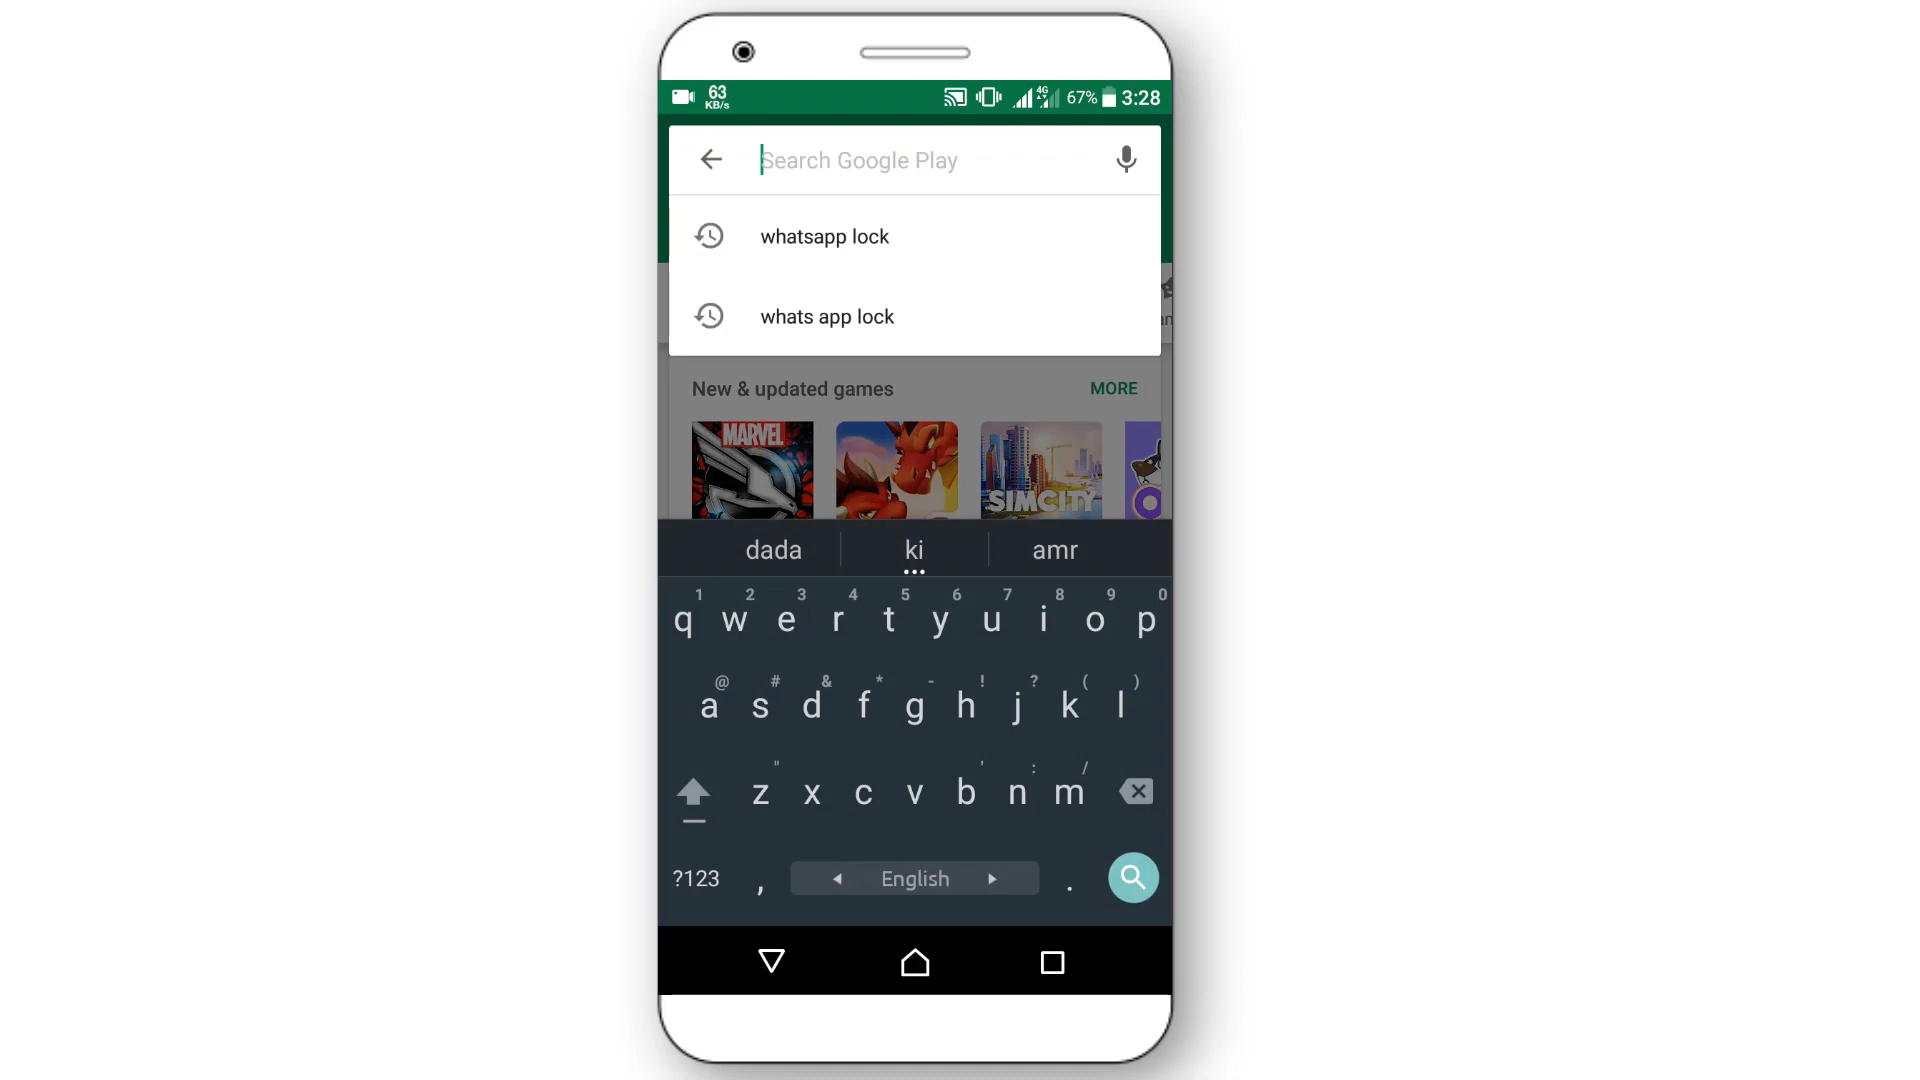 63
KB/s
4G
67%
3:28
Search Google Play
whatsapp lock
whats app lock
New & updated games
MORE
MARVEL
SIMCITY
dada
ki
amr
1 2 3 4 5 6 7 8 9 0
q w e r t y u i o p
@ # & * - ! ? ( )
a s d f g h j k l
" ' : /
z x c v b n m
?123 , English .